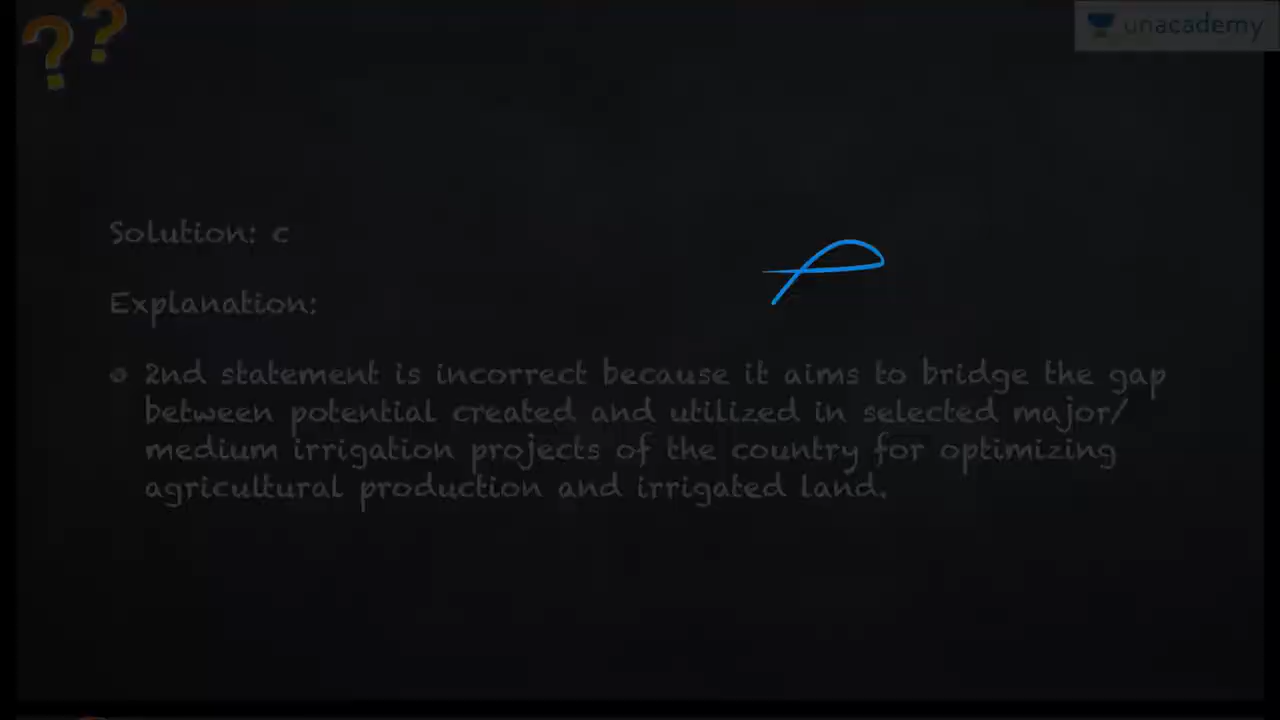 ??
unacademy
Solution: c
Explanation:
2nd statement is incorrect because it aims to bridge the gap
between potential created and utilized in selected major/
medium irrigation projects of the country for optimizing
agricultural production and irrigated land.